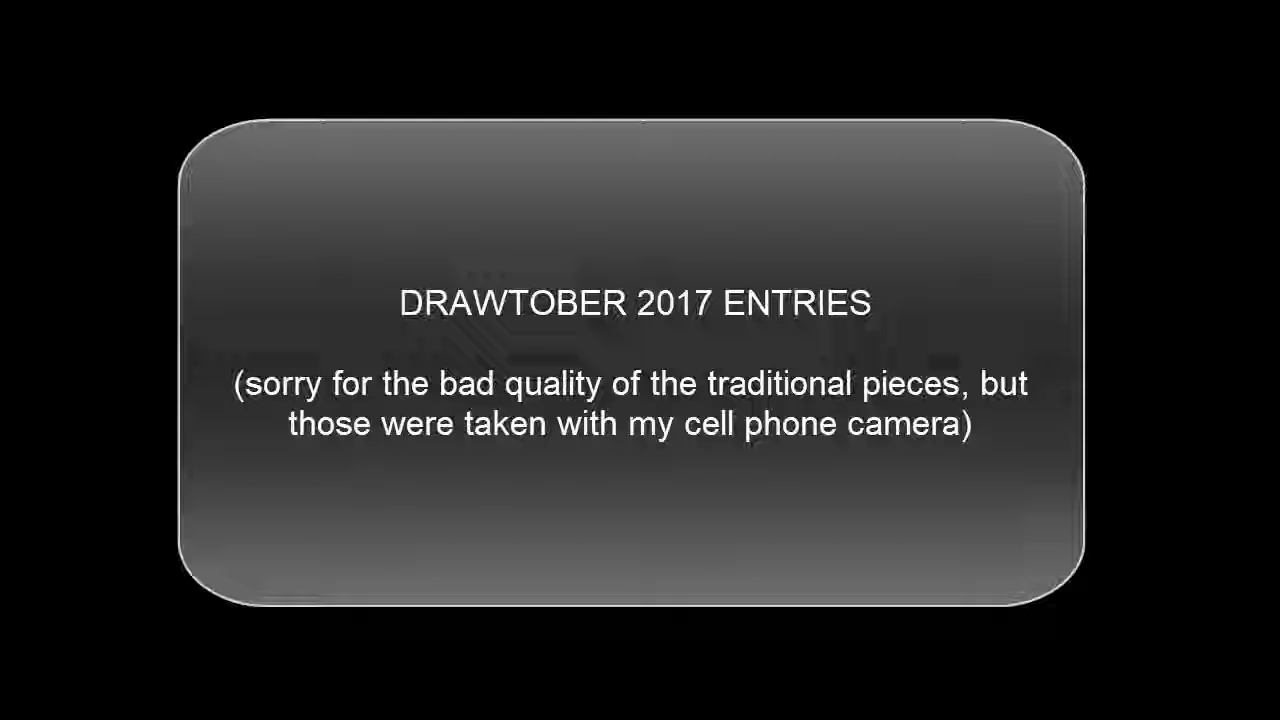 DRAWTOBER 2017 ENTRIES
(sorry for the bad quality of the traditional pieces, but
those were taken with my cell phone camera)